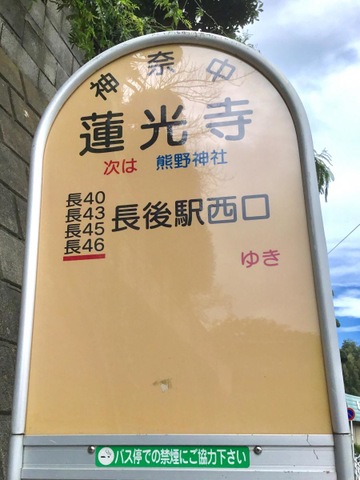 神奈中
蓮光寺
次は 熊野神社
長40
長43
長45
長46
長後駅西口
ゆき
バス停での禁煙にご協力下さい